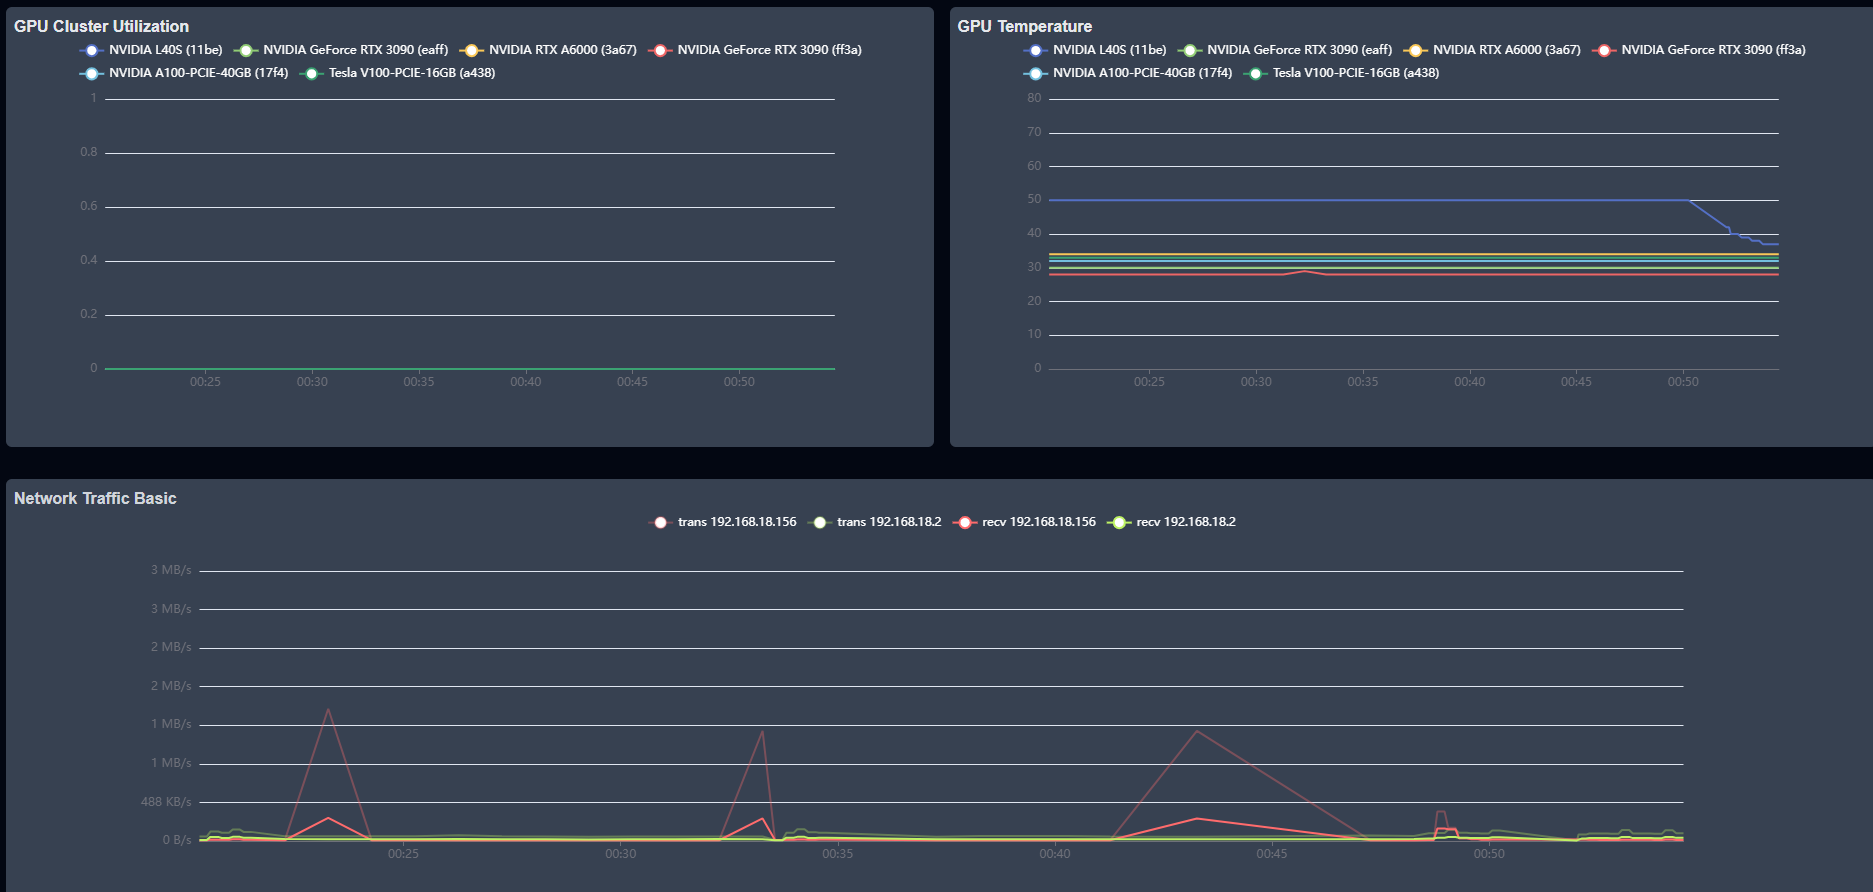 GPU Cluster Utilization
NVIDIA L40S (11be) NVIDIA GeForce RTX 3090 (eaff) NVIDIA RTX A6000 (3a67) NVIDIA GeForce RTX 3090 (ff3a)
NVIDIA A100-PCIE-40GB (17f4) Tesla V100-PCIE-16GB (a438)
1
0.8
0.6
0.4
0.2
0
00:25 00:30 00:35 00:40 00:45 00:50
GPU Temperature
NVIDIA L40S (11be) NVIDIA GeForce RTX 3090 (eaff) NVIDIA RTX A6000 (3a67) NVIDIA GeForce RTX 3090 (ff3a)
NVIDIA A100-PCIE-40GB (17f4) Tesla V100-PCIE-16GB (a438)
80
70
60
50
40
30
20
10
0
00:25 00:30 00:35 00:40 00:45 00:50
Network Traffic Basic
trans 192.168.18.156 trans 192.168.18.2 recv 192.168.18.156 recv 192.168.18.2
3 MB/s
3 MB/s
2 MB/s
2 MB/s
1 MB/s
1 MB/s
488 KB/s
0 B/s
00:25 00:30 00:35 00:40 00:45 00:50